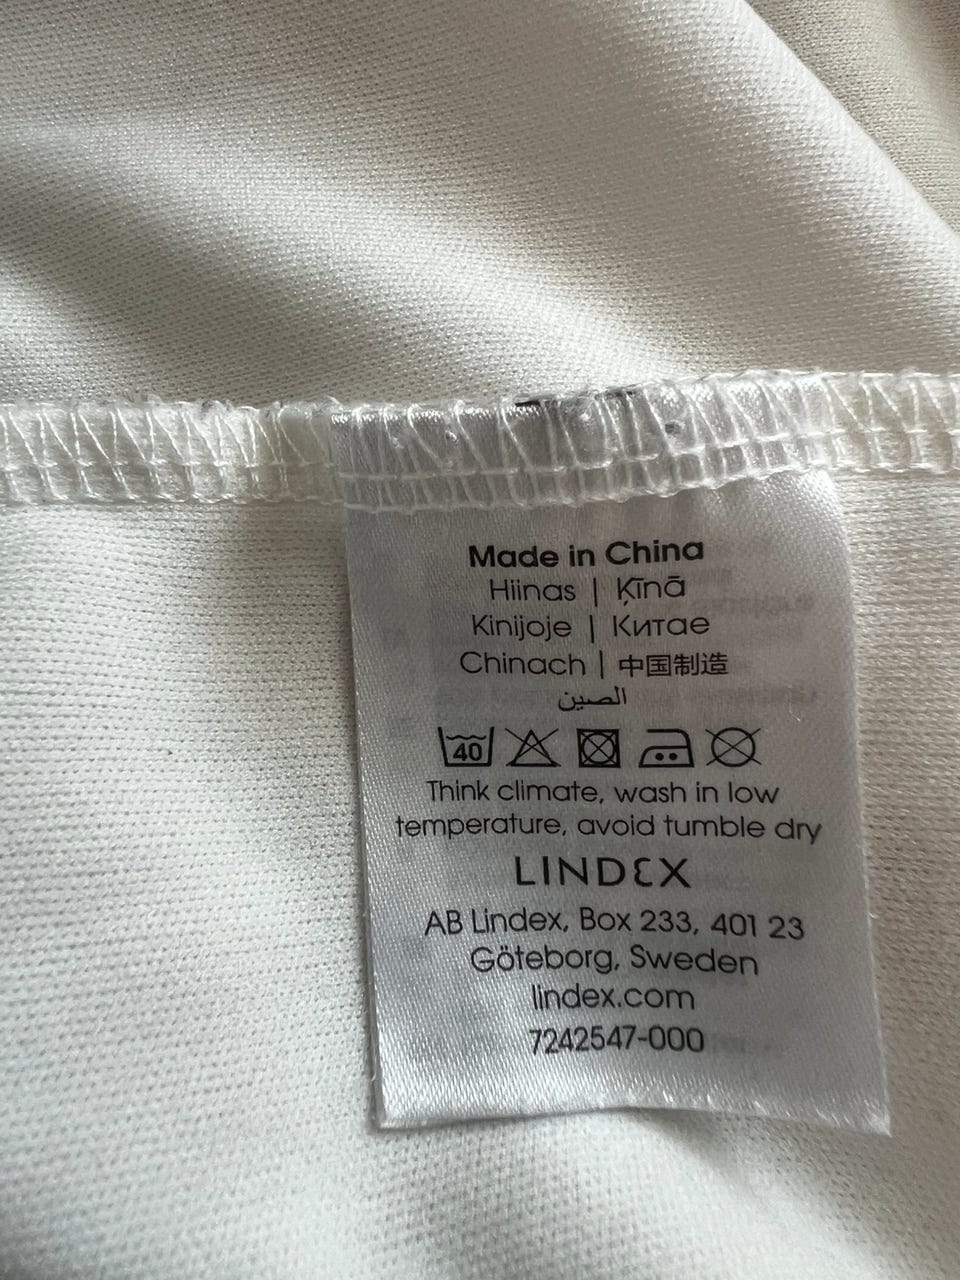 Made in China
Hiinas | Ķīnā
Kinijoje | Китае
Chinach | 中国制造
الصين
40
Think climate, wash in low
temperature, avoid tumble dry
LINDEX
AB Lindex, Box 233, 401 23
Göteborg, Sweden
lindex.com
7242547-000